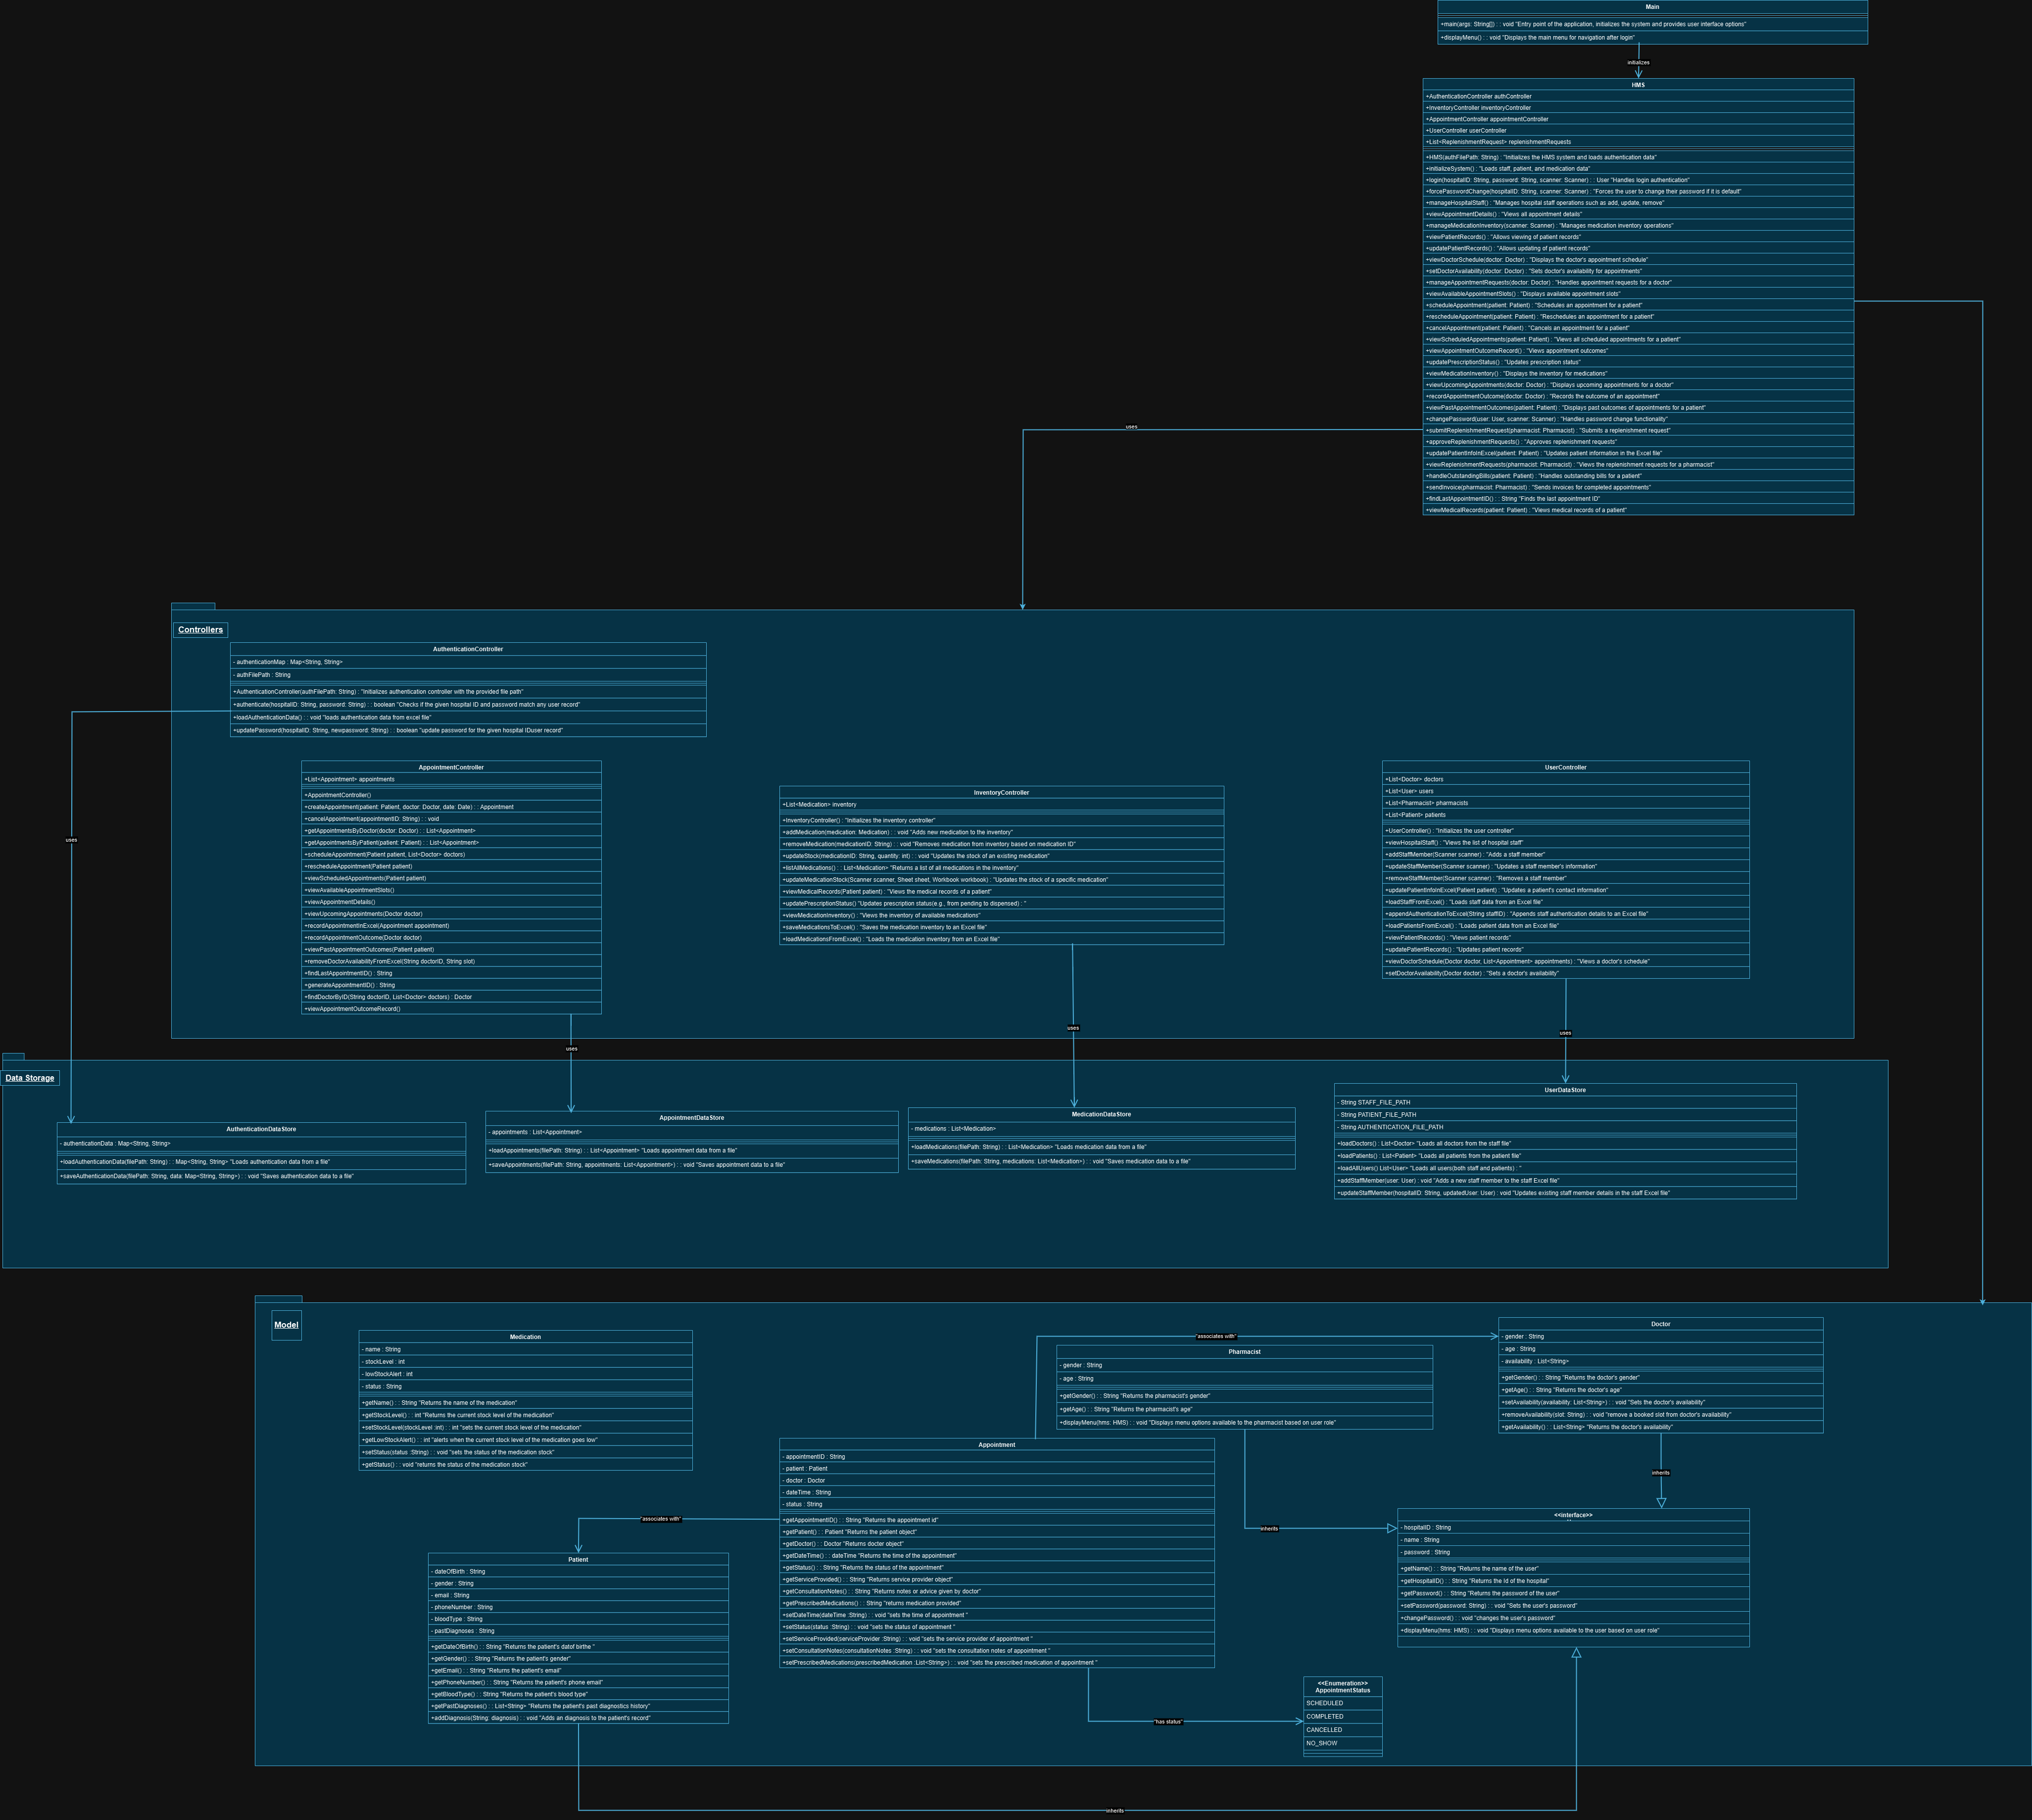 Main
+main(args: String[]) : : void "Entry point of the application, initializes the system and provides user interface options"
+displayMenu() : : void "Displays the main menu for navigation after login"
initializes
HMS
+AuthenticationController authController
+InventoryController inventoryController
+AppointmentController appointmentController
+UserController userController
+List<ReplenishmentRequest> replenishmentRequests
+HMS(authFilePath: String) : "Initializes the HMS system and loads authentication data"
+initializeSystem() : "Loads staff, patient, and medication data"
+login(hospitalID: String, password: String, scanner: Scanner) : : User "Handles login authentication"
+forcePasswordChange(hospitalID: String, scanner: Scanner) : "Forces the user to change their password if it is default"
+manageHospitalStaff() : "Manages hospital staff operations such as add, update, remove"
+viewAppointmentDetails() : "Views all appointment details"
+manageMedicationInventory(scanner: Scanner) : "Manages medication inventory operations"
+viewPatientRecords() : "Allows viewing of patient records"
+updatePatientRecords() : "Allows updating of patient records"
+viewDoctorSchedule(doctor: Doctor) : "Displays the doctor's appointment schedule"
+setDoctorAvailability(doctor: Doctor) : "Sets doctor's availability for appointments"
+manageAppointmentRequests(doctor: Doctor) : "Handles appointment requests for a doctor"
+viewAvailableAppointmentSlots() : "Displays available appointment slots"
+scheduleAppointment(patient: Patient) : "Schedules an appointment for a patient"
+rescheduleAppointment(patient: Patient) : "Reschedules an appointment for a patient"
+cancelAppointment(patient: Patient) : "Cancels an appointment for a patient"
+viewScheduledAppointments(patient: Patient) : "Views all scheduled appointments for a patient"
+viewAppointmentOutcomeRecord() : "Views appointment outcomes"
+updatePrescriptionStatus() : "Updates prescription status"
+viewMedicationInventory() : "Displays the inventory for medications"
+viewUpcomingAppointments(doctor: Doctor) : "Displays upcoming appointments for a doctor"
+recordAppointmentOutcome(doctor: Doctor) : "Records the outcome of an appointment"
+viewPastAppointmentOutcomes(patient: Patient) : "Displays past outcomes of appointments for a patient"
+changePassword(user: User, scanner: Scanner) : "Handles password change functionality"
+submitReplenishmentRequest(pharmacist: Pharmacist) : "Submits a replenishment request"
+approveReplenishmentRequests() : "Approves replenishment requests"
+updatePatientInfoInExcel(patient: Patient) : "Updates patient information in the Excel file"
+viewReplenishmentRequests(pharmacist: Pharmacist) : "Views the replenishment requests for a pharmacist"
+handleOutstandingBills(patient: Patient) : "Handles outstanding bills for a patient"
+sendInvoice(pharmacist: Pharmacist) : "Sends invoices for completed appointments"
+findLastAppointmentID() : : String "Finds the last appointment ID"
+viewMedicalRecords(patient: Patient) : "Views medical records of a patient"
uses
Controllers
AuthenticationController
- authenticationMap : Map<String, String>
- authFilePath : String
+AuthenticationController(authFilePath: String) : "Initializes authentication controller with the provided file path"
+authenticate(hospitalID: String, password: String) : : boolean "Checks if the given hospital ID and password match any user record"
+loadAuthenticationData() : : void "loads authentication data from excel file"
+updatePassword(hospitalID: String, newpassword: String) : : boolean "update password for the given hospital IDuser record"
uses
AppointmentController
+List<Appointment> appointments
+AppointmentController()
+createAppointment(patient: Patient, doctor: Doctor, date: Date) : : Appointment
+cancelAppointment(appointmentID: String) : : void
+getAppointmentsByDoctor(doctor: Doctor) : : List<Appointment>
+getAppointmentsByPatient(patient: Patient) : : List<Appointment>
+scheduleAppointment(Patient patient, List<Doctor> doctors)
+rescheduleAppointment(Patient patient)
+viewScheduledAppointments(Patient patient)
+viewAvailableAppointmentSlots()
+viewAppointmentDetails()
+viewUpcomingAppointments(Doctor doctor)
+recordAppointmentInExcel(Appointment appointment)
+recordAppointmentOutcome(Doctor doctor)
+viewPastAppointmentOutcomes(Patient patient)
+removeDoctorAvailabilityFromExcel(String doctorID, String slot)
+findLastAppointmentID() : String
+generateAppointmentID() : String
+findDoctorByID(String doctorID, List<Doctor> doctors) : Doctor
+viewAppointmentOutcomeRecord()
uses
InventoryController
+List<Medication> inventory
+InventoryController() : "Initializes the inventory controller"
+addMedication(medication: Medication) : : void "Adds new medication to the inventory"
+removeMedication(medicationID: String) : : void "Removes medication from inventory based on medication ID"
+updateStock(medicationID: String, quantity: int) : : void "Updates the stock of an existing medication"
+listAllMedications() : : List<Medication> "Returns a list of all medications in the inventory"
+updateMedicationStock(Scanner scanner, Sheet sheet, Workbook workbook) : "Updates the stock of a specific medication"
+viewMedicalRecords(Patient patient) : "Views the medical records of a patient"
+updatePrescriptionStatus() "Updates prescription status(e.g., from pending to dispensed) : "
+viewMedicationInventory() : "Views the inventory of available medications"
+saveMedicationsToExcel() : "Saves the medication inventory to an Excel file"
+loadMedicationsFromExcel() : "Loads the medication inventory from an Excel file"
uses
UserController
+List<Doctor> doctors
+List<User> users
+List<Pharmacist> pharmacists
+List<Patient> patients
+UserController() : "Initializes the user controller"
+viewHospitalStaff() : "Views the list of hospital staff"
+addStaffMember(Scanner scanner) : "Adds a staff member"
+updateStaffMember(Scanner scanner) : "Updates a staff member's information"
+removeStaffMember(Scanner scanner) : "Removes a staff member"
+updatePatientInfoInExcel(Patient patient) : "Updates a patient's contact information"
+loadStaffFromExcel() : "Loads staff data from an Excel file"
+appendAuthenticationToExcel(String staffID) : "Appends staff authentication details to an Excel file"
+loadPatientsFromExcel() : "Loads patient data from an Excel file"
+viewPatientRecords() : "Views patient records"
+updatePatientRecords() : "Updates patient records"
+viewDoctorSchedule(Doctor doctor, List<Appointment> appointments) : "Views a doctor's schedule"
+setDoctorAvailability(Doctor doctor) : "Sets a doctor's availability"
uses
Data Storage
AuthenticationDataStore
- authenticationData : Map<String, String>
+loadAuthenticationData(filePath: String) : : Map<String, String> "Loads authentication data from a file"
+saveAuthenticationData(filePath: String, data: Map<String, String>) : : void "Saves authentication data to a file"
AppointmentDataStore
- appointments : List<Appointment>
+loadAppointments(filePath: String) : : List<Appointment> "Loads appointment data from a file"
+saveAppointments(filePath: String, appointments: List<Appointment>) : : void "Saves appointment data to a file"
MedicationDataStore
- medications : List<Medication>
+loadMedications(filePath: String) : : List<Medication> "Loads medication data from a file"
+saveMedications(filePath: String, medications: List<Medication>) : : void "Saves medication data to a file"
UserDataStore
- String STAFF_FILE_PATH
- String PATIENT_FILE_PATH
- String AUTHENTICATION_FILE_PATH
+loadDoctors() : List<Doctor> "Loads all doctors from the staff file"
+loadPatients() : List<Patient> "Loads all patients from the patient file"
+loadAllUsers() List<User> "Loads all users(both staff and patients) : "
+addStaffMember(user: User) : void "Adds a new staff member to the staff Excel file"
+updateStaffMember(hospitalID: String, updatedUser: User) : void "Updates existing staff member details in the staff Excel file"
Model
Medication
- name : String
- stockLevel : int
- lowStockAlert : int
- status : String
+getName() : : String "Returns the name of the medication"
+getStockLevel() : : int "Returns the current stock level of the medication"
+setStockLevel(stockLevel :int) : : int "sets the current stock level of the medication"
+getLowStockAlert() : : int "alerts when the current stock level of the medication goes low"
+setStatus(status :String) : : void "sets the status of the medication stock"
+getStatus() : : void "returns the status of the medication stock"
"associates with"
Pharmacist
- gender : String
- age : String
+getGender() : : String "Returns the pharmacist's gender"
+getAge() : : String "Returns the pharmacist's age"
+displayMenu(hms: HMS) : : void "Displays menu options available to the pharmacist based on user role"
Doctor
- gender : String
- age : String
- availability : List<String>
+getGender() : : String "Returns the doctor's gender"
+getAge() : : String "Returns the doctor's age"
+setAvailability(availability: List<String>) : : void "Sets the doctor's availability"
+removeAvailability(slot: String) : : void "remove a booked slot from doctor's availability"
+getAvailability() : : List<String> "Returns the doctor's availability"
inherits
Appointment
- appointmentID : String
- patient : Patient
- doctor : Doctor
- dateTime : String
- status : String
+getAppointmentID() : : String "Returns the appointment id"
+getPatient() : : Patient "Returns the patient object"
+getDoctor() : : Doctor "Returns docter object"
+getDateTime() : : dateTime "Returns the time of the appointment"
+getStatus() : : String "Returns the status of the appointment"
+getServiceProvided() : : String "Returns service provider object"
+getConsultationNotes() : : String "Returns notes or advice given by doctor"
+getPrescribedMedications() : : String "returns medication provided"
+setDateTime(dateTime :String) : : void "sets the time of appointment "
+setStatus(status :String) : : void "sets the status of appointment "
+setServiceProvided(serviceProvider :String) : : void "sets the service provider of appointment "
+setConsultationNotes(consultationNotes :String) : : void "sets the consultation notes of appointment "
+setPrescribedMedications(prescribedMedication :List<String>) : : void "sets the prescribed medication of appointment "
"associates with"
inherits
<<interface>>
- hospitalID : String
- name : String
- password : String
+getName() : : String "Returns the name of the user"
+getHospitalID() : : String "Returns the Id of the hospital"
+getPassword() : : String "Returns the password of the user"
+setPassword(password: String) : : void "Sets the user's password"
+changePassword() : : void "changes the user's password"
+displayMenu(hms: HMS) : : void "Displays menu options available to the user based on user role"
Patient
- dateOfBirth : String
- gender : String
- email : String
- phoneNumber : String
- bloodType : String
- pastDiagnoses : String
+getDateOfBirth() : : String "Returns the patient's datof birthe "
+getGender() : : String "Returns the patient's gender"
+getEmail() : : String "Returns the patient's email"
+getPhoneNumber() : : String "Returns the patient's phone email"
+getBloodType() : : String "Returns the patient's blood type"
+getPastDiagnoses() : : List<String> "Returns the patient's past diagnostics history"
+addDiagnosis(String: diagnosis) : : void "Adds an diagnosis to the patient's record"
"has status"
<<Enumeration>>
AppointmentStatus
SCHEDULED
COMPLETED
CANCELLED
NO_SHOW
inherits